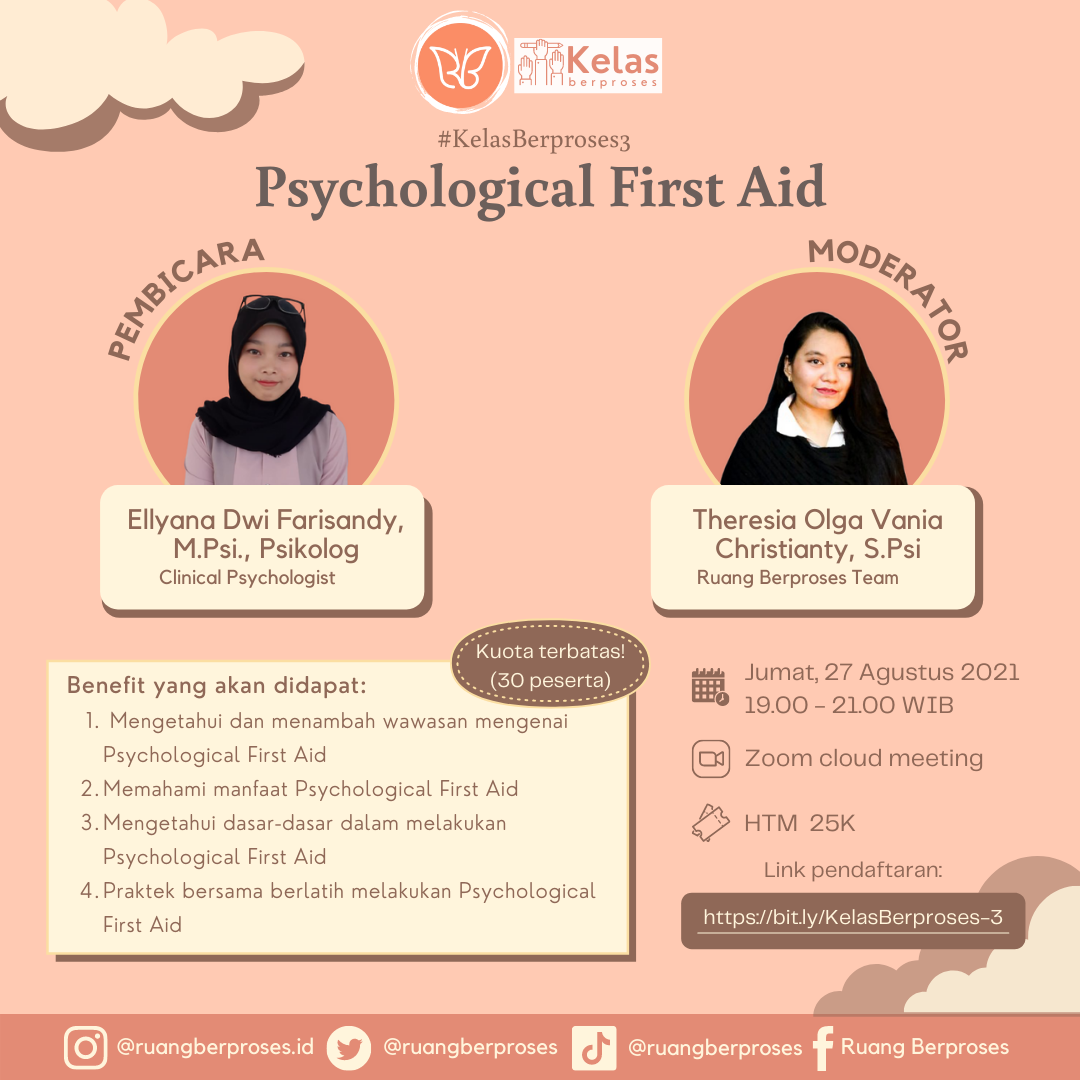 Kelas
berproses
#KelasBerproses3
Psychological First Aid
PEMBICARA
MODERATOR
Ellyana Dwi Farisandy,
M.Psi., Psikolog
Clinical Psychologist
Theresia Olga Vania
Christianty, S.Psi
Ruang Berproses Team
Kuota terbatas!
(30 peserta)
Benefit yang akan didapat:
1. Mengetahui dan menambah wawasan mengenai
Psychological First Aid
2. Memahami manfaat Psychological First Aid
3. Mengetahui dasar-dasar dalam melakukan
Psychological First Aid
4. Praktek bersama berlatih melakukan Psychological
First Aid
Jumat, 27 Agustus 2021
19.00 – 21.00 WIB
Zoom cloud meeting
HTM 25K
Link pendaftaran:
https://bit.ly/KelasBerproses-3
@ruangberproses.id
@ruangberproses
@ruangberproses
Ruang Berproses